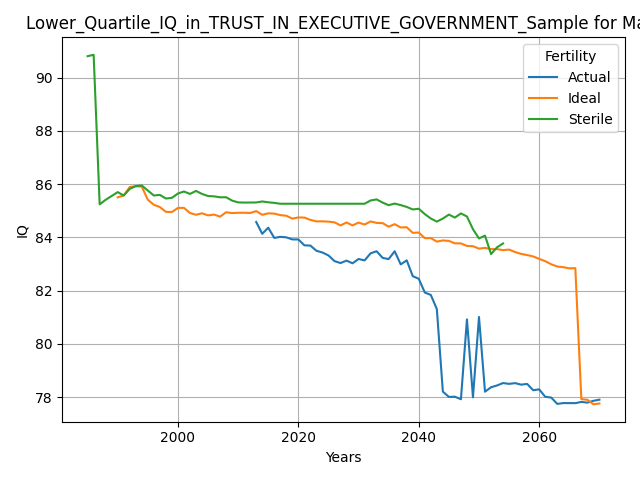 Lower_Quartile_IQ_in_TRUST_IN_EXECUTIVE_GOVERNMENT_Sample for Ma
Fertility
Actual
Ideal
Sterile
IQ
90
88
86
84
82
80
78
2000
2020
2040
2060
Years